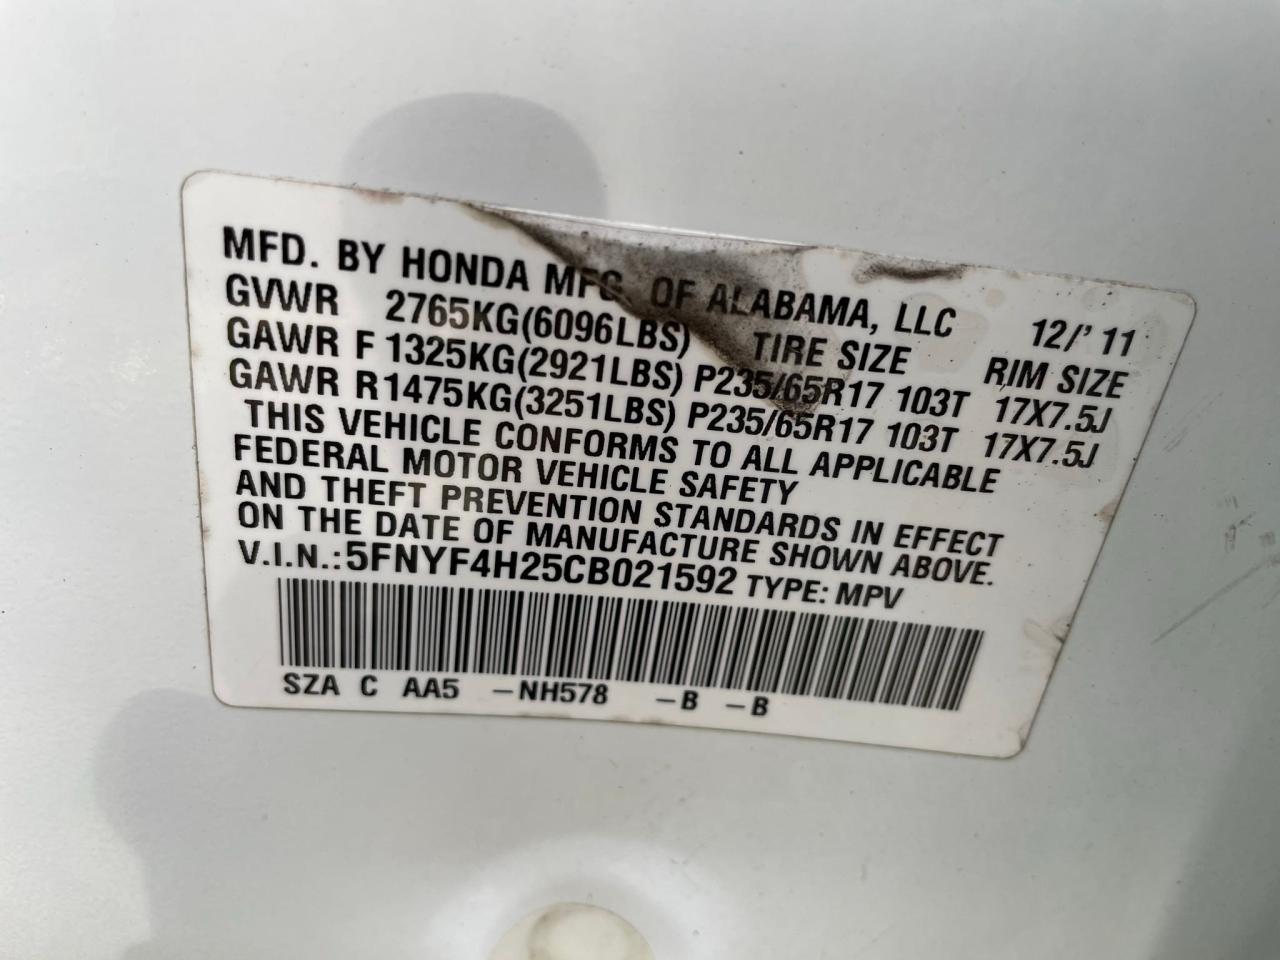 MFD. BY HONDA MFG. OF ALABAMA, LLC 12/'11
GVWR 2765KG(6096LBS) TIRE SIZE RIM SIZE
GAWR F 1325KG(2921LBS) P235/65R17 103T 17X7.5J
GAWR R1475KG(3251LBS) P235/65R17 103T 17X7.5J
THIS VEHICLE CONFORMS TO ALL APPLICABLE
FEDERAL MOTOR VEHICLE SAFETY
AND THEFT PREVENTION STANDARDS IN EFFECT
ON THE DATE OF MANUFACTURE SHOWN ABOVE.
V.I.N.:5FNYF4H25CB021592 TYPE: MPV
SZA C AA5 –NH578 –B –B